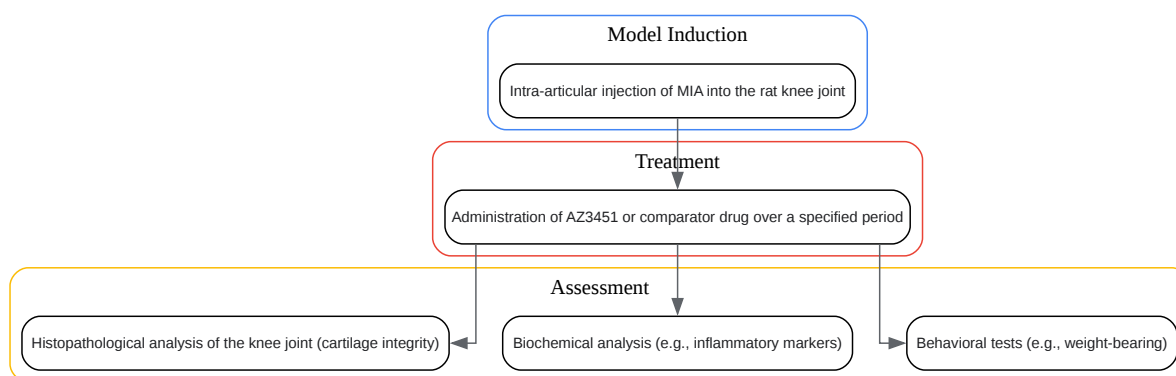 Model Induction
Intra-articular injection of MIA into the rat knee joint
Treatment
Administration of AZ3451 or comparator drug over a specified period
Assessment
Histopathological analysis of the knee joint (cartilage integrity)
Biochemical analysis (e.g., inflammatory markers)
Behavioral tests (e.g., weight-bearing)